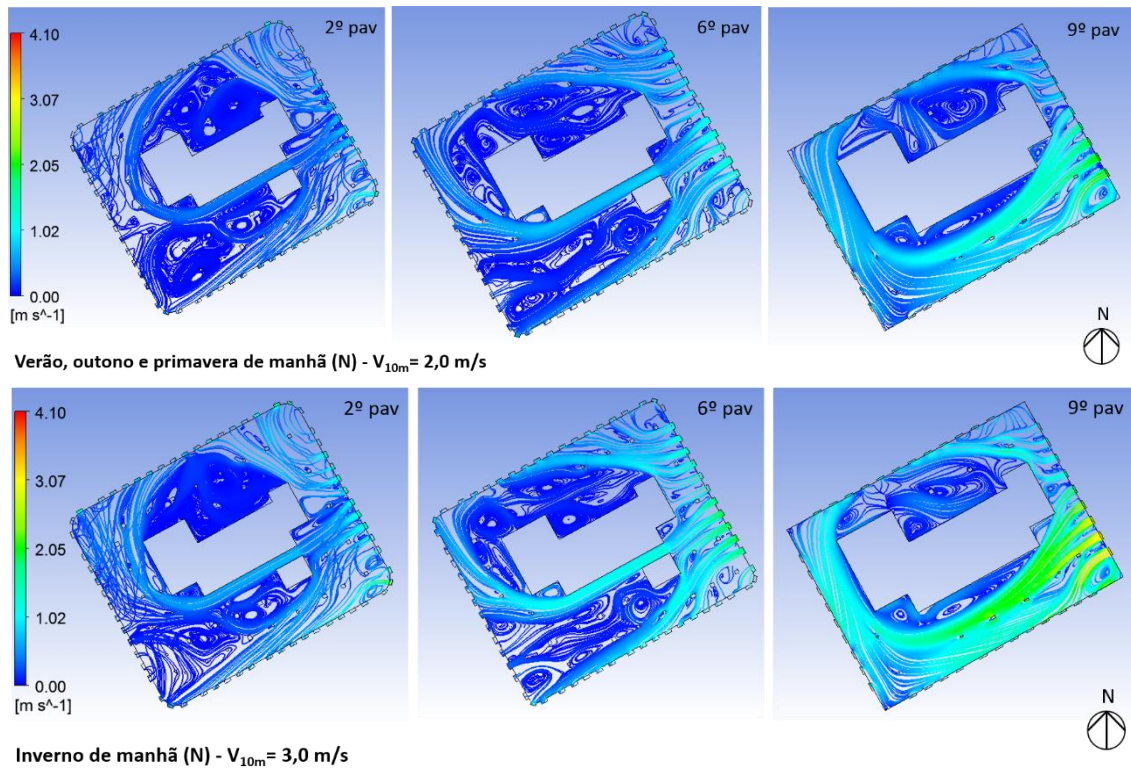 2º pav
6º pav
9º pav
4.10
3.07
2.05
1.02
0.00
[m s^-1]
N
Verão, outono e primavera de manhã (N) - V10m= 2,0 m/s
2º pav
6º pav
9º pav
4.10
3.07
2.05
1.02
0.00
[m s^-1]
N
Inverno de manhã (N) - V10m= 3,0 m/s